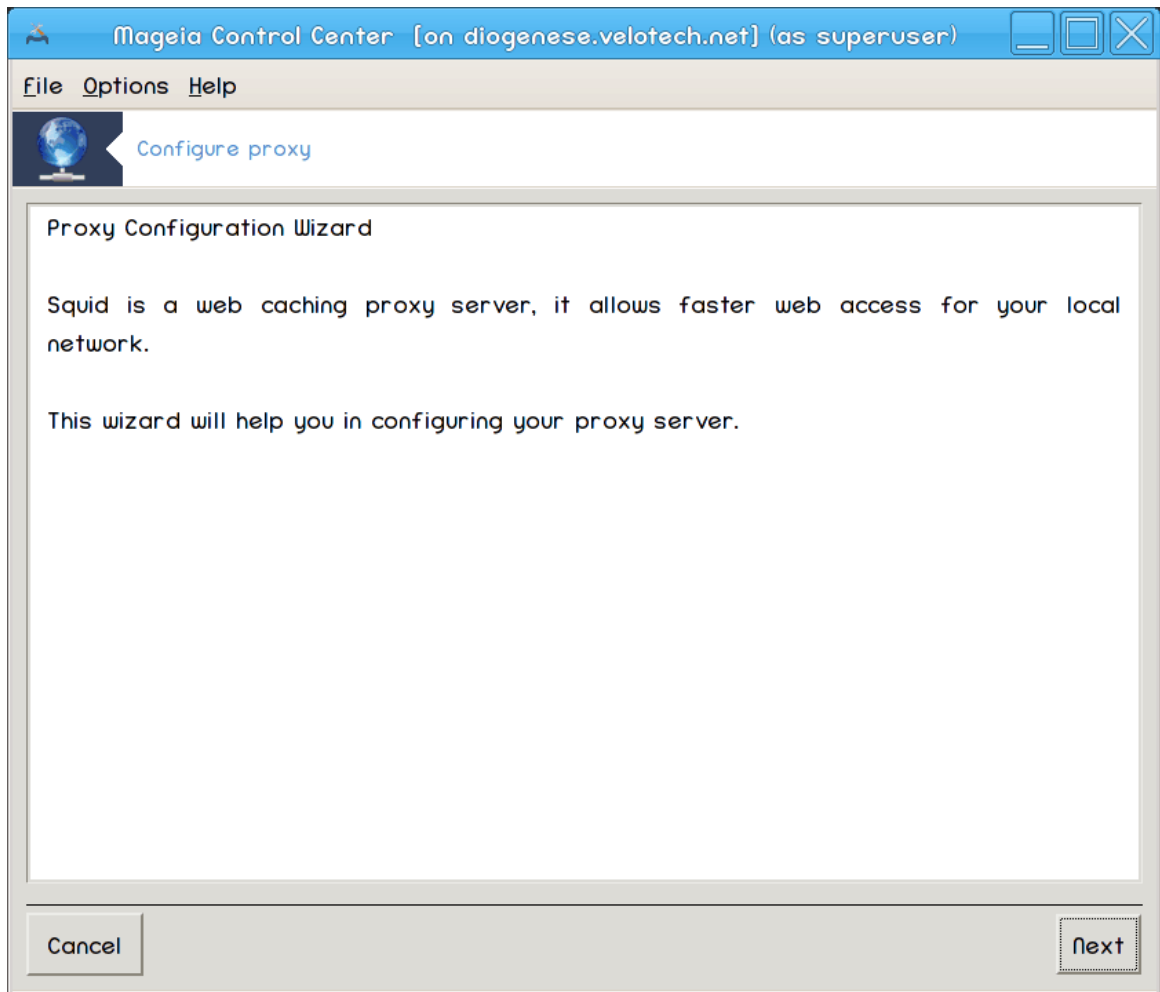 Mageia Control Center [on diogenese.velotech.net] (as superuser)
File Options Help
Configure proxy
Proxy Configuration Wizard
Squid is a web caching proxy server, it allows faster web access for your local
network.
This wizard will help you in configuring your proxy server.
Cancel
Next